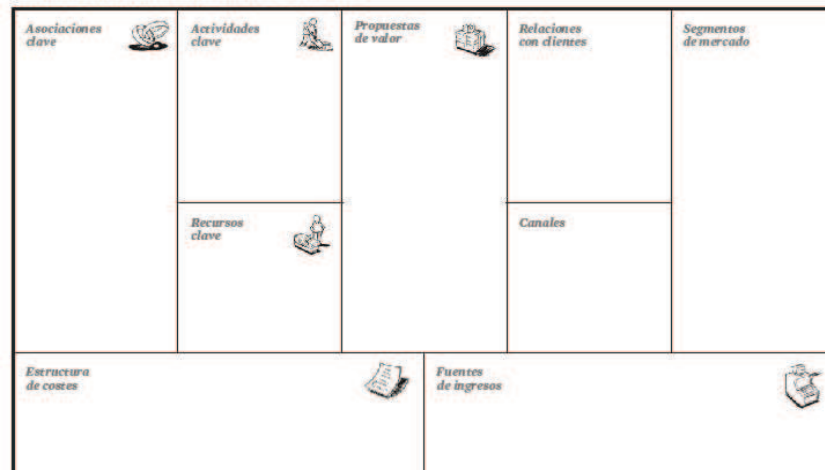 Asociaciones
clave
Actividades
clave
Propuestas
de valor
Relaciones
con clientes
Segmentos
de mercado
Recursos
clave
Canales
Estructura
de costes
Fuentes
de ingresos